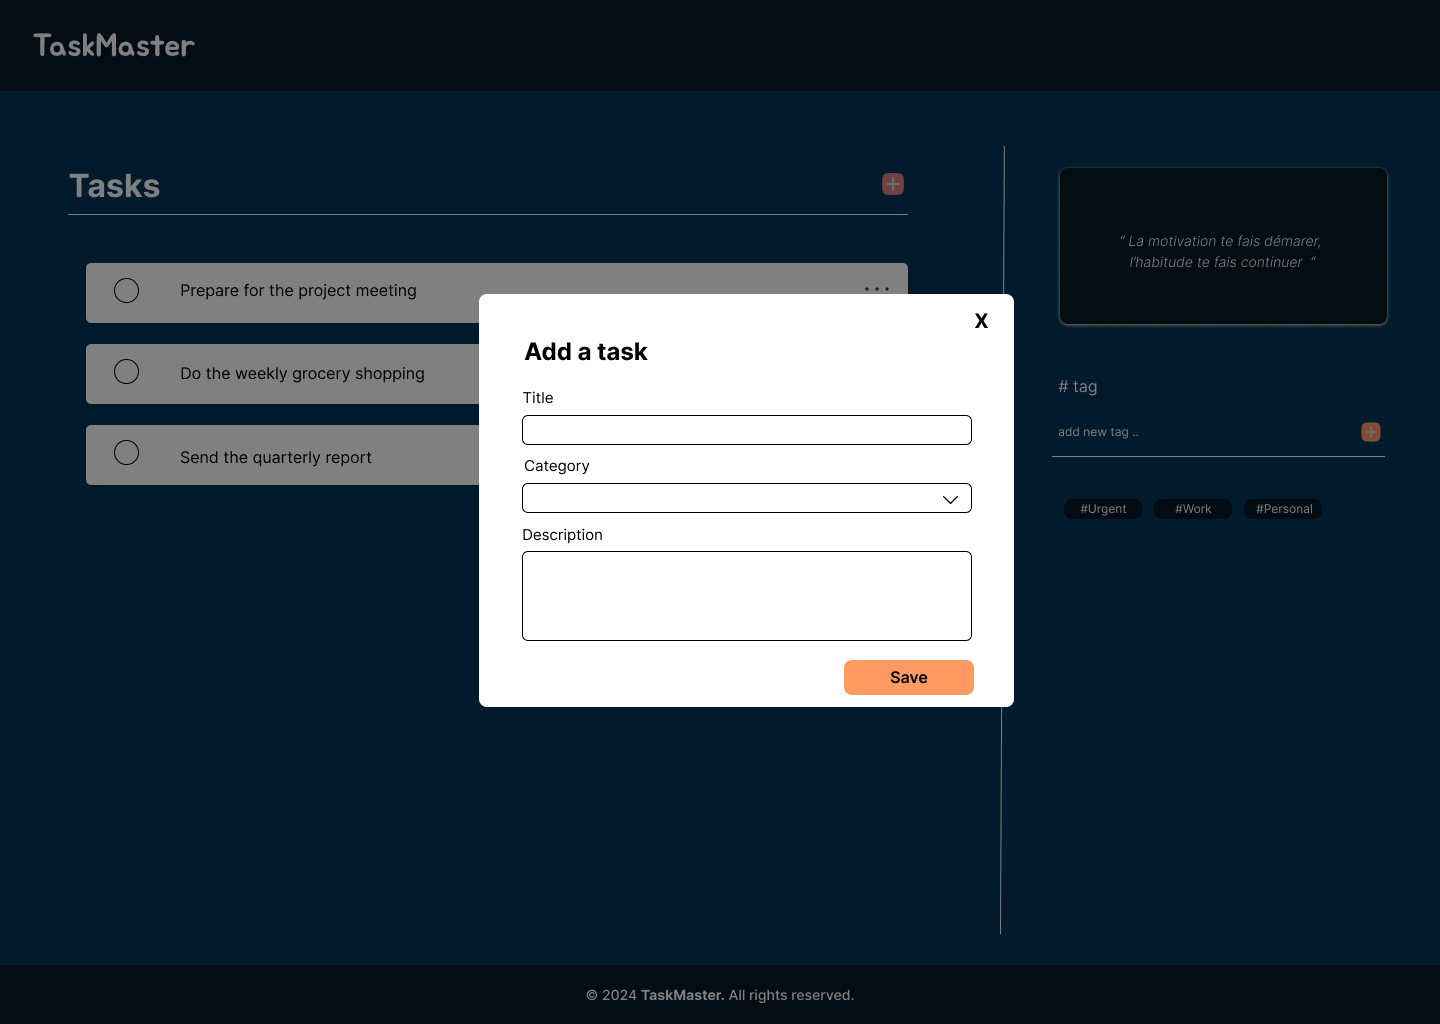 TaskMaster
Tasks
Prepare for the project meeting
Do the weekly grocery shopping
Send the quarterly report
X
Add a task
Title
Category
Description
Save
“ La motivation te fais démarer,
l’habitude te fais continuer “
# tag
add new tag ..
#Urgent #Work #Personal
© 2024 TaskMaster. All rights reserved.